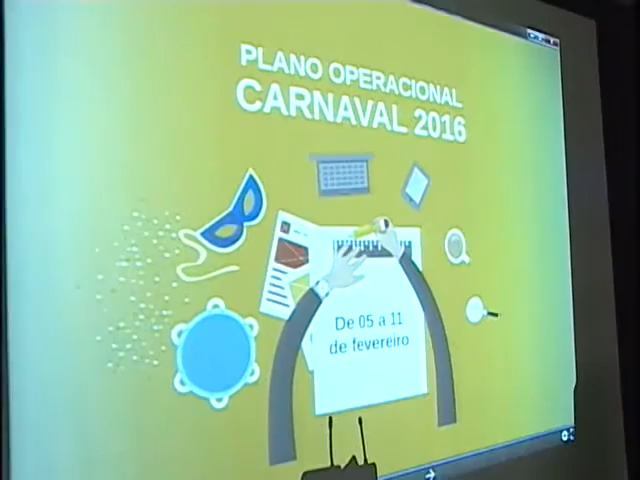 PLANO OPERACIONAL
CARNAVAL 2016
De 05 a 11
de fevereiro